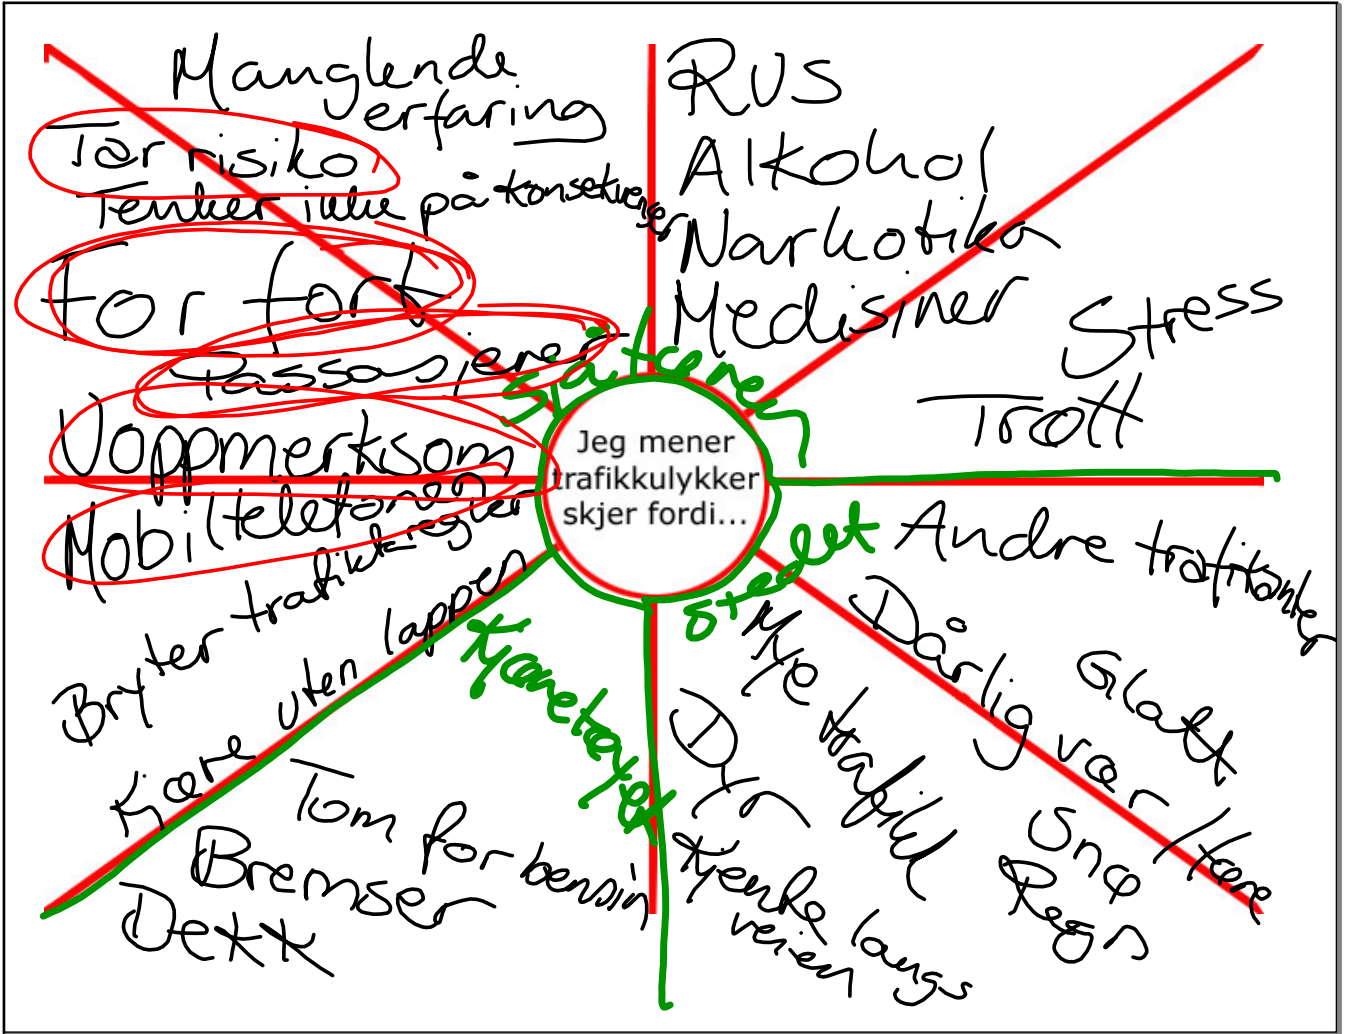 Manglende
erfaring
Tar risiko
Tenker ikke på konsekvenser
For fort
Passasjerer
Uoppmerksom
Mobiltelefonen
Bryter trafikkregler
Kjøre uten lappen
RUS
Alkohol
Narkotika
Medisiner
Stress
Trøtt
Sjåføren
Jeg mener
trafikkulykker
skjer fordi...
stedet
Andre trafikanter
Dårlig vær / føre
Glatt
Snø
Regn
Mye trafikk
Dyr
langs
veien
Kjøretøyet
Tom for bensin
Bremser
Dekk